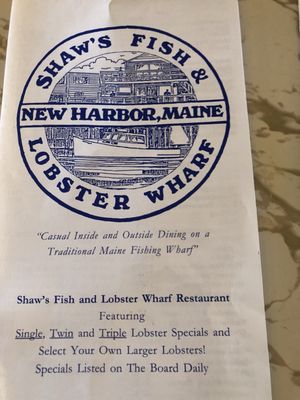 SHAW'S FISH &
NEW HARBOR, MAINE
LOBSTER WHARF
"Casual Inside and Outside Dining on a
Traditional Maine Fishing Wharf"
Shaw's Fish and Lobster Wharf Restaurant
Featuring
Single, Twin and Triple Lobster Specials and
Select Your Own Larger Lobsters!
Specials Listed on The Board Daily